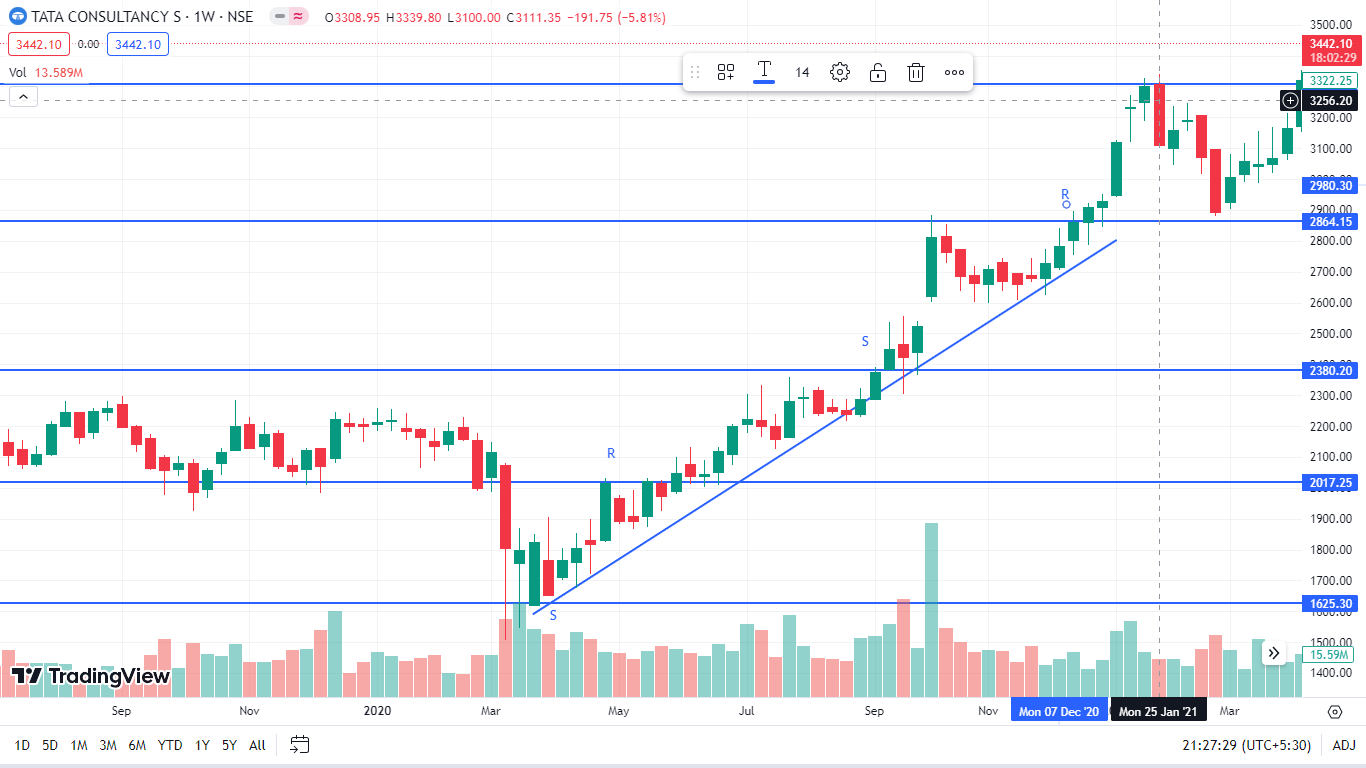 TATA CONSULTANCY S · 1W · NSE
O3308.95 H3339.80 L3100.00 C3111.35 −191.75 (−5.81%)
3442.10 0.00 3442.10
Vol 13.589M
T 14
3500.00
3442.10
18:02:29
3322.25
3256.20
3200.00
3100.00
2980.30
2900.00
2864.15
2800.00
2700.00
2600.00
2500.00
2380.20
2300.00
2200.00
2100.00
2017.25
1900.00
1800.00
1700.00
1625.30
1500.00
15.59M
1400.00
R
S
R
S
TradingView
Sep Nov 2020 Mar May Jul Sep Nov Mon 07 Dec '20 Mon 25 Jan '21 Mar
1D 5D 1M 3M 6M YTD 1Y 5Y All 21:27:29 (UTC+5:30) ADJ